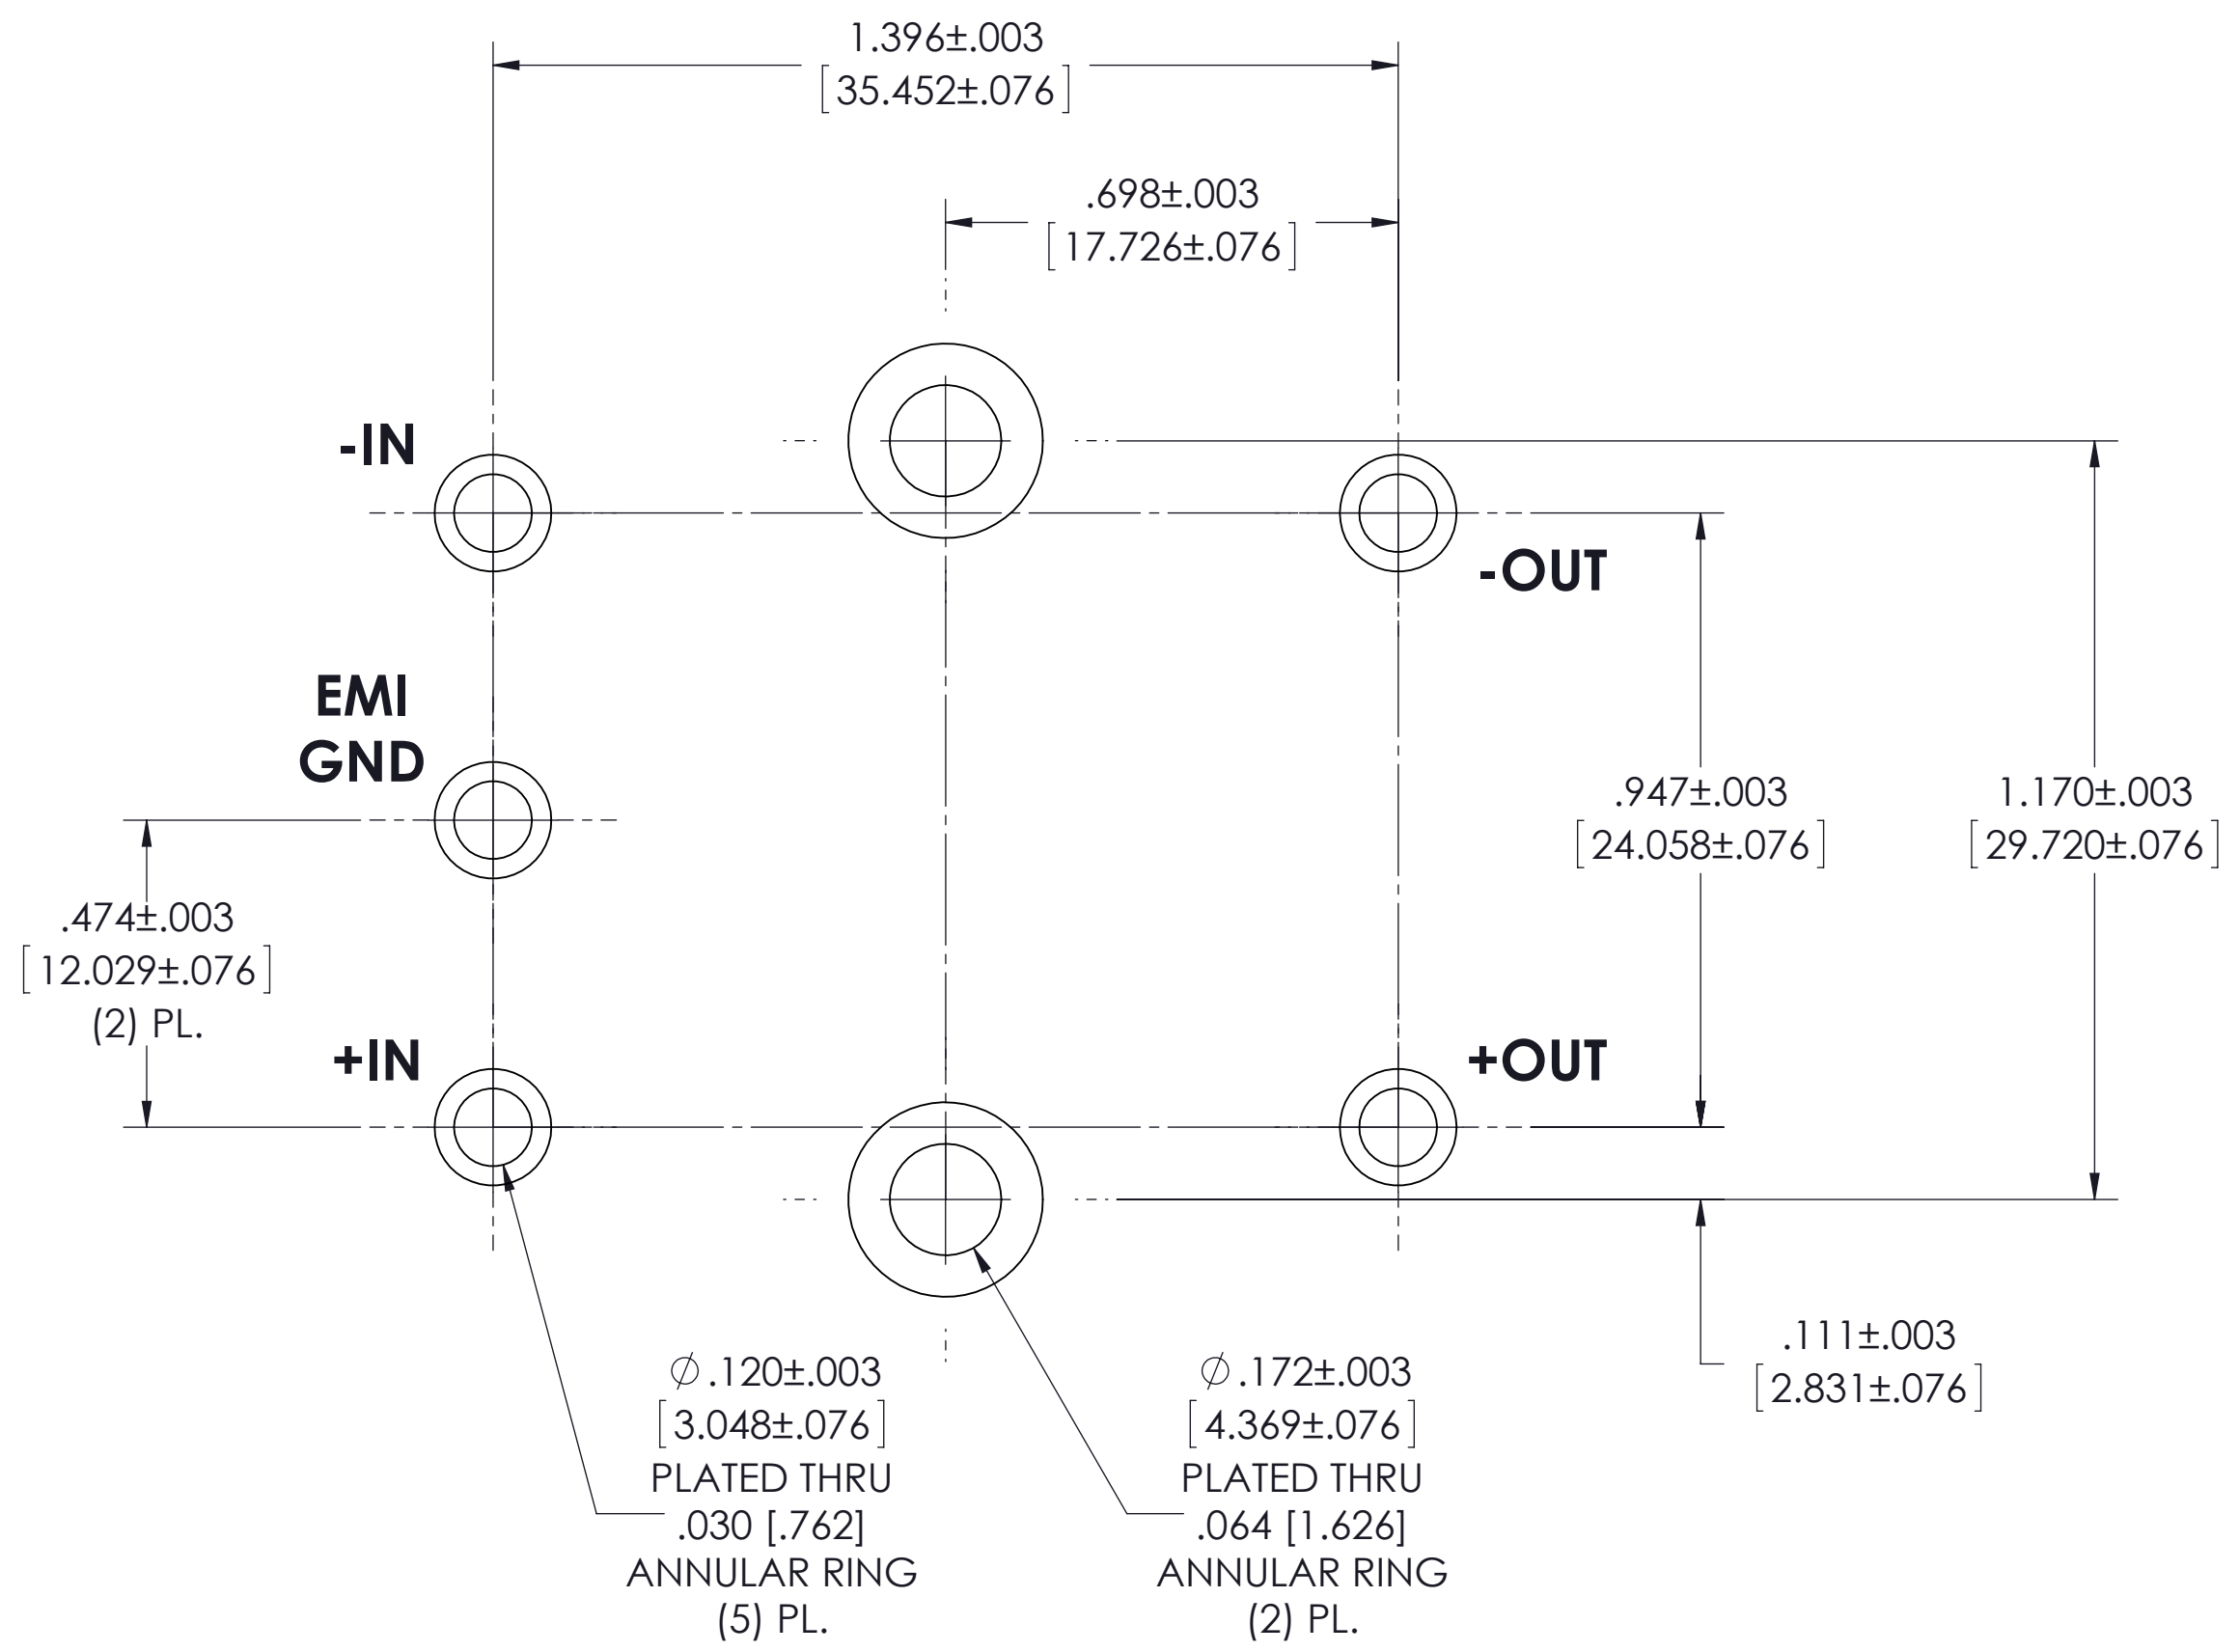 1.396±.003
[35.452±.076]
.698±.003
[17.726±.076]
-IN
-OUT
EMI
GND
.947±.003
[24.058±.076]
1.170±.003
[29.720±.076]
.474±.003
[12.029±.076]
(2) PL.
+IN
+OUT
.111±.003
[2.831±.076]
∅.120±.003
[3.048±.076]
PLATED THRU
.030 [.762]
ANNULAR RING
(5) PL.
∅.172±.003
[4.369±.076]
PLATED THRU
.064 [1.626]
ANNULAR RING
(2) PL.